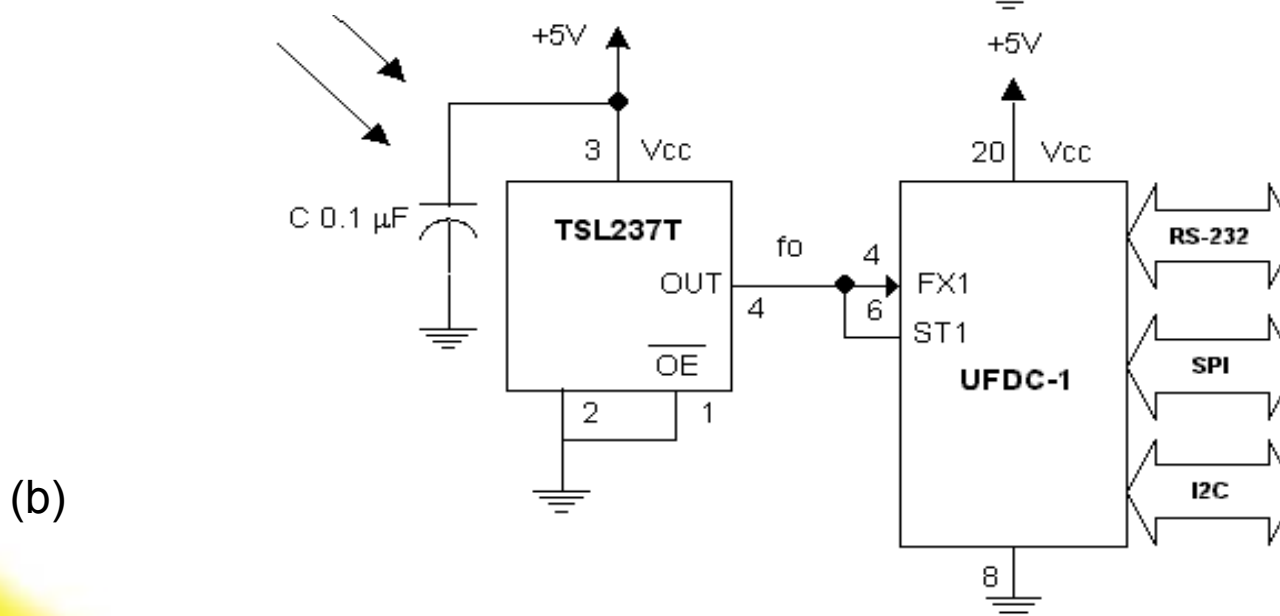 +5V
+5V
3 Vcc
20 Vcc
C 0.1 μF
TSL237T
fo
4
RS-232
OUT
4
6
FX1
ST1
OE
SPI
UFDC-1
2
1
(b)
I2C
8